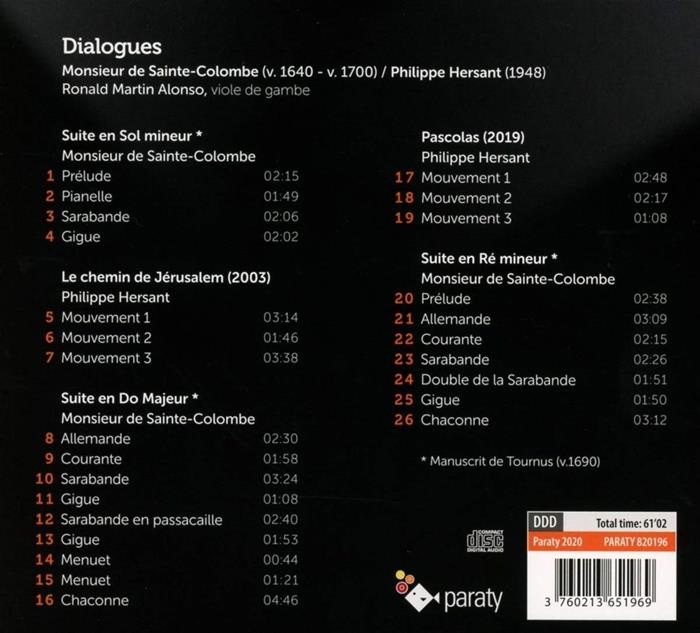 Dialogues
Monsieur de Sainte-Colombe (v. 1640 - v. 1700) / Philippe Hersant (1948)
Ronald Martin Alonso, viole de gambe
Suite en Sol mineur *
Monsieur de Sainte-Colombe
1 Prélude 02:15
2 Pianelle 01:49
3 Sarabande 02:06
4 Gigue 02:02
Le chemin de Jérusalem (2003)
Philippe Hersant
5 Mouvement 1 03:14
6 Mouvement 2 01:46
7 Mouvement 3 03:38
Suite en Do Majeur *
Monsieur de Sainte-Colombe
8 Allemande 02:30
9 Courante 01:58
10 Sarabande 03:24
11 Gigue 01:08
12 Sarabande en passacaille 02:40
13 Gigue 01:53
14 Menuet 00:44
15 Menuet 01:21
16 Chaconne 04:46
Pascolas (2019)
Philippe Hersant
17 Mouvement 1 02:48
18 Mouvement 2 02:17
19 Mouvement 3 01:08
Suite en Ré mineur *
Monsieur de Sainte-Colombe
20 Prélude 02:38
21 Allemande 03:09
22 Courante 02:15
23 Sarabande 02:26
24 Double de la Sarabande 01:51
25 Gigue 01:50
26 Chaconne 03:12
* Manuscrit de Tournus (v.1690)
COMPACT
disc
DIGITAL AUDIO
paraty
DDD Total time: 61'02
Paraty 2020 PARATY 820196
3 760213 651969